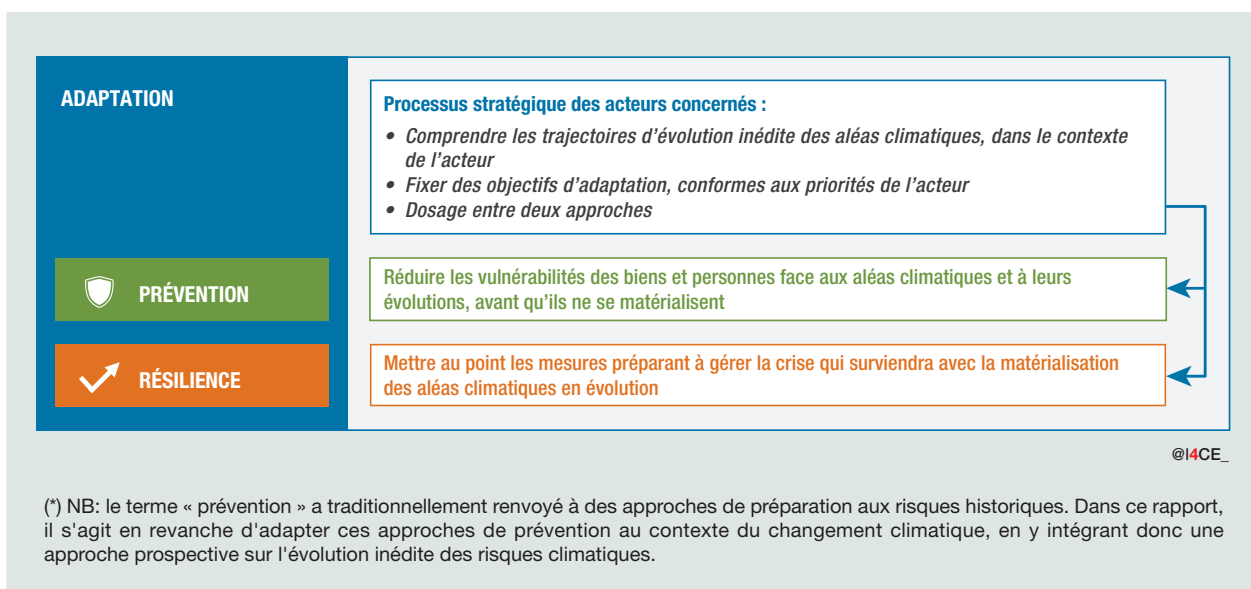 ADAPTATION
Processus stratégique des acteurs concernés :
• Comprendre les trajectoires d’évolution inédite des aléas climatiques, dans le contexte
de l’acteur
• Fixer des objectifs d’adaptation, conformes aux priorités de l’acteur
• Dosage entre deux approches
PRÉVENTION
Réduire les vulnérabilités des biens et personnes face aux aléas climatiques et à leurs
évolutions, avant qu’ils ne se matérialisent
RÉSILIENCE
Mettre au point les mesures préparant à gérer la crise qui surviendra avec la matérialisation
des aléas climatiques en évolution
@I4CE_
(*) NB: le terme « prévention » a traditionnellement renvoyé à des approches de préparation aux risques historiques. Dans ce rapport,
il s'agit en revanche d'adapter ces approches de prévention au contexte du changement climatique, en y intégrant donc une
approche prospective sur l'évolution inédite des risques climatiques.